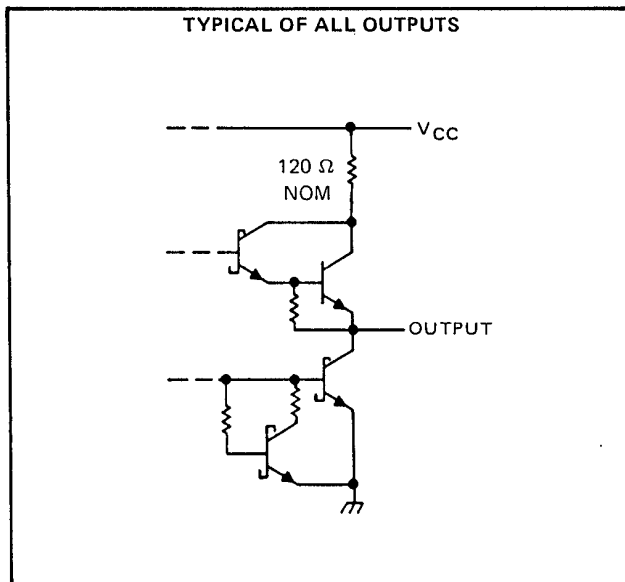 TYPICAL OF ALL OUTPUTS
VCC
120 Ω
NOM
OUTPUT